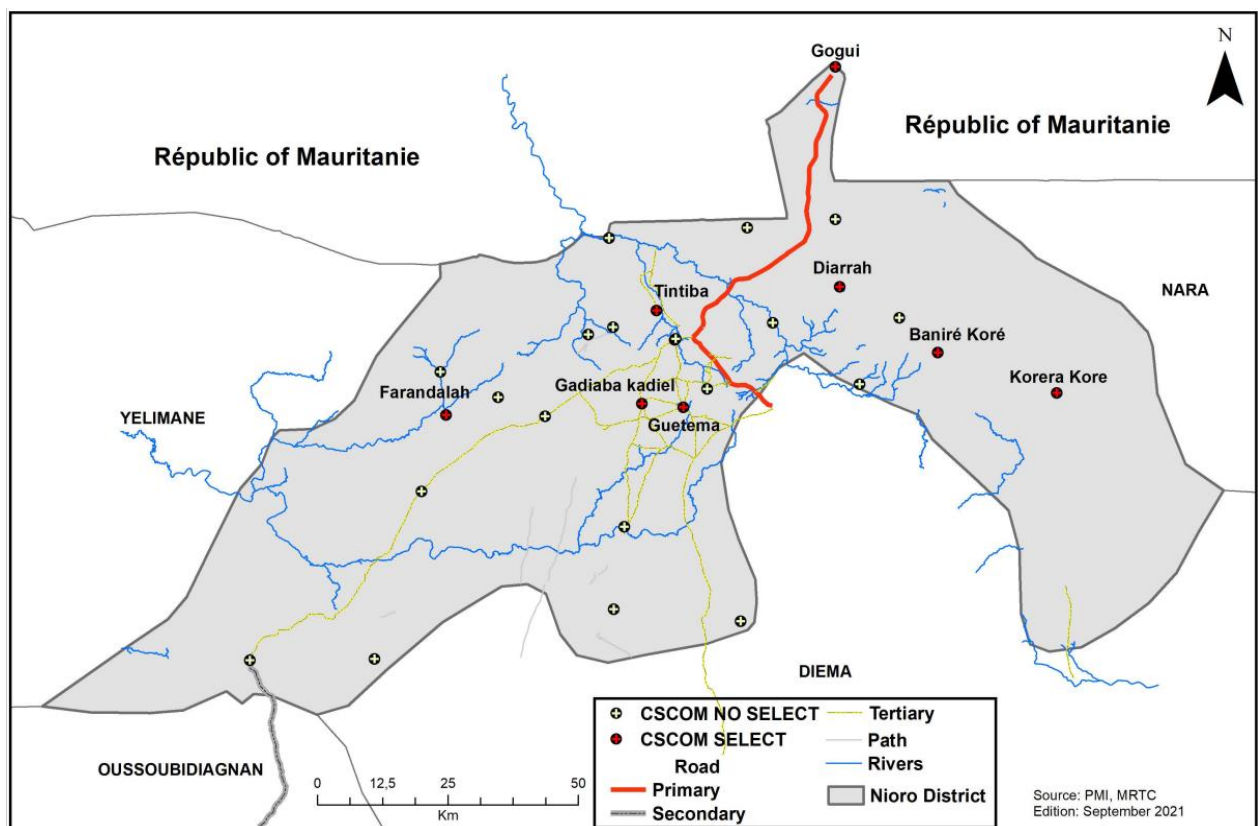 N
Gogui
Républic of Mauritanie
Républic of Mauritanie
Diarrah
NARA
Tintiba
Baniré Koré
Korera Kore
Farandalah
Gadiaba kadiel
YELIMANE
Guetema
DIEMA
OUSSOUBIDIAGNAN
0 12,5 25 50
Km
CSCOM NO SELECT
CSCOM SELECT
Road
Primary
Secondary
Tertiary
Path
Rivers
Nioro District
Source: PMI, MRTC
Edition: September 2021